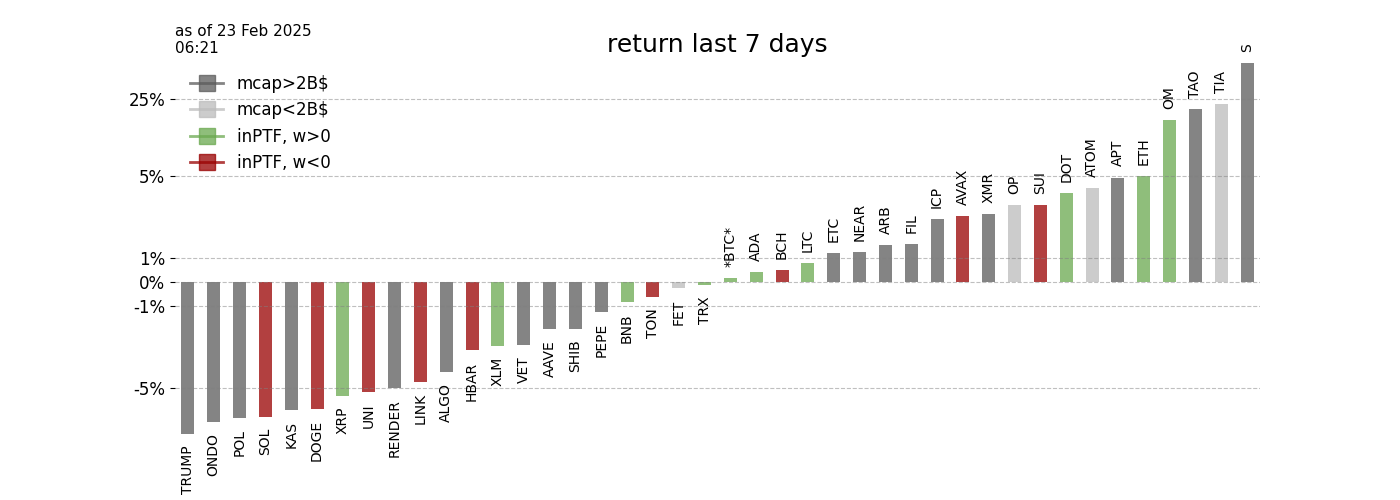 as of 23 Feb 2025
06:21
return last 7 days
mcap>2B$
mcap<2B$
inPTF, w>0
inPTF, w<0
25%
5%
1%
0%
-1%
-5%
TRUMP
ONDO
POL
SOL
KAS
DOGE
XRP
UNI
RENDER
LINK
ALGO
HBAR
XLM
VET
AAVE
SHIB
PEPE
BNB
TON
FET
TRX
*BTC*
ADA
BCH
LTC
ETC
NEAR
ARB
FIL
ICP
AVAX
XMR
OP
SUI
DOT
ATOM
APT
ETH
OM
TAO
TIA
S